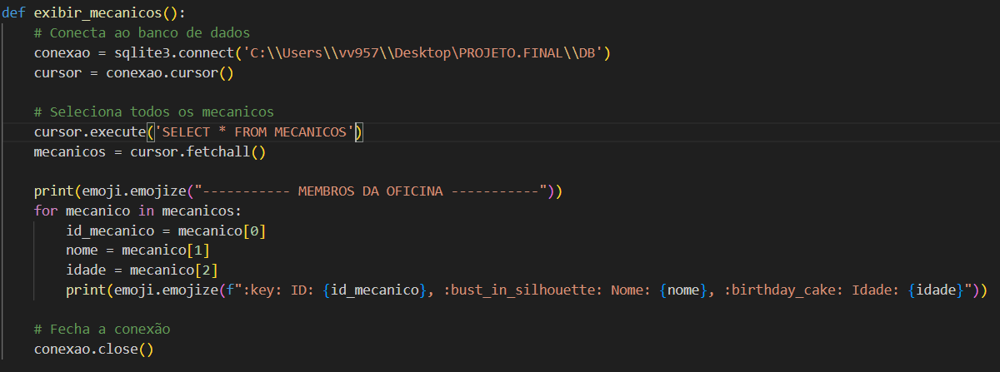 def exibir_mecanicos():
    # Conecta ao banco de dados
    conexao = sqlite3.connect('C:\\Users\\vv957\\Desktop\PROJETO.FINAL\\DB')
    cursor = conexao.cursor()

    # Seleciona todos os mecanicos
    cursor.execute('SELECT * FROM MECANICOS')
    mecanicos = cursor.fetchall()

    print(emoji.emojize("----------- MEMBROS DA OFICINA -----------"))
    for mecanico in mecanicos:
        id_mecanico = mecanico[0]
        nome = mecanico[1]
        idade = mecanico[2]
        print(emoji.emojize(f":key: ID: {id_mecanico}, :bust_in_silhouette: Nome: {nome}, :birthday_cake: Idade: {idade}"))

    # Fecha a conexão
    conexao.close()